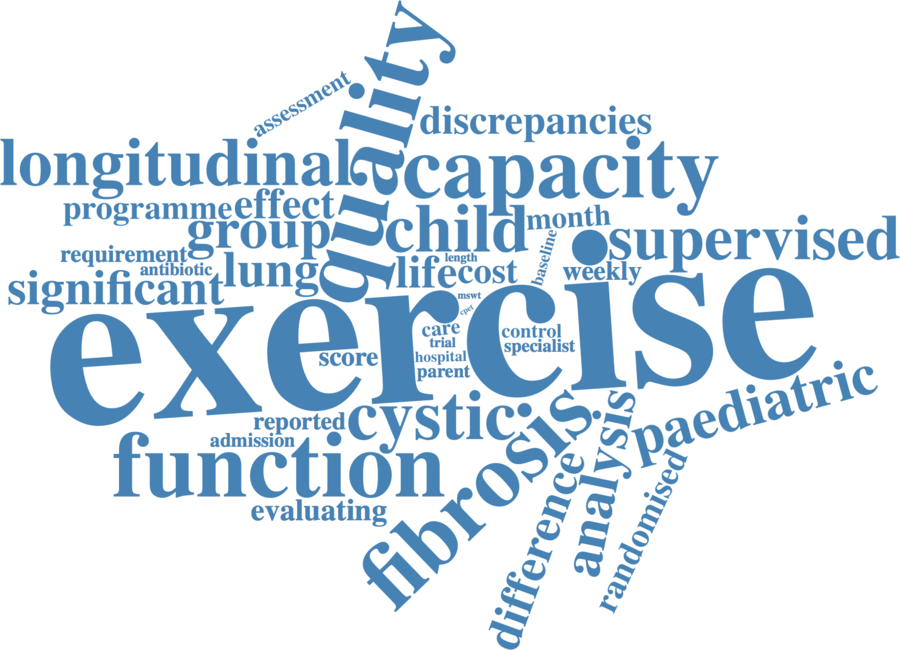 quality
assessment
discrepancies
longitudinal
capacity
programme
effect
group
child
month
supervised
requirement
antibiotic
lung
life
length
cost
baseline
weekly
significant
mswt
cpet
exercise
care
control
trial
specialist
score
hospital
parent
paediatric
reported
cystic
fibrosis
analysis
admission
function
difference
randomised
evaluating